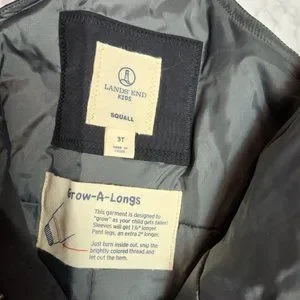 LANDS' END
KIDS
SQUALL
3T
Grow-A-Longs
This garment is designed to
"grow" as your child gets taller!
Sleeves will get 1½" longer.
Pant legs, an extra 2" longer.
Just turn inside out, snip the
brightly colored thread and
let out the hem.